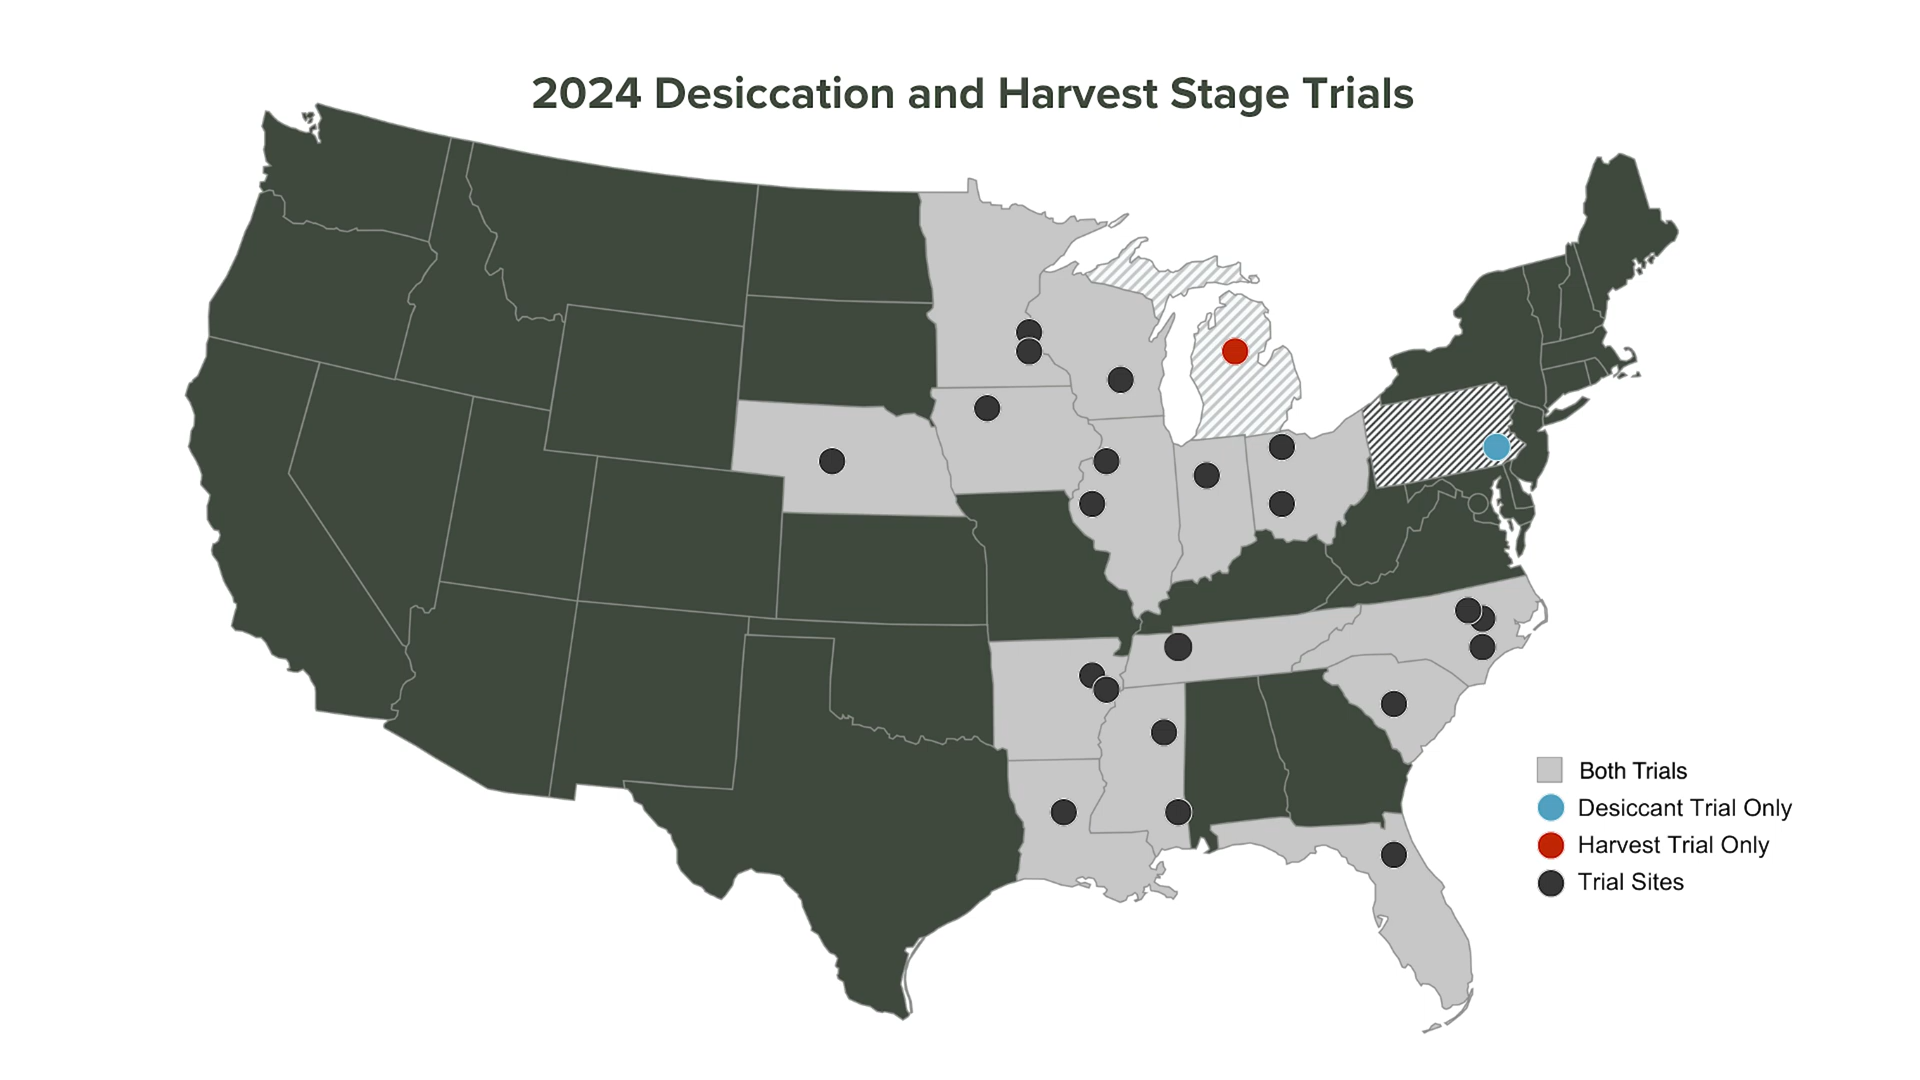 2024 Desiccation and Harvest Stage Trials
Both Trials
Desiccant Trial Only
Harvest Trial Only
Trial Sites